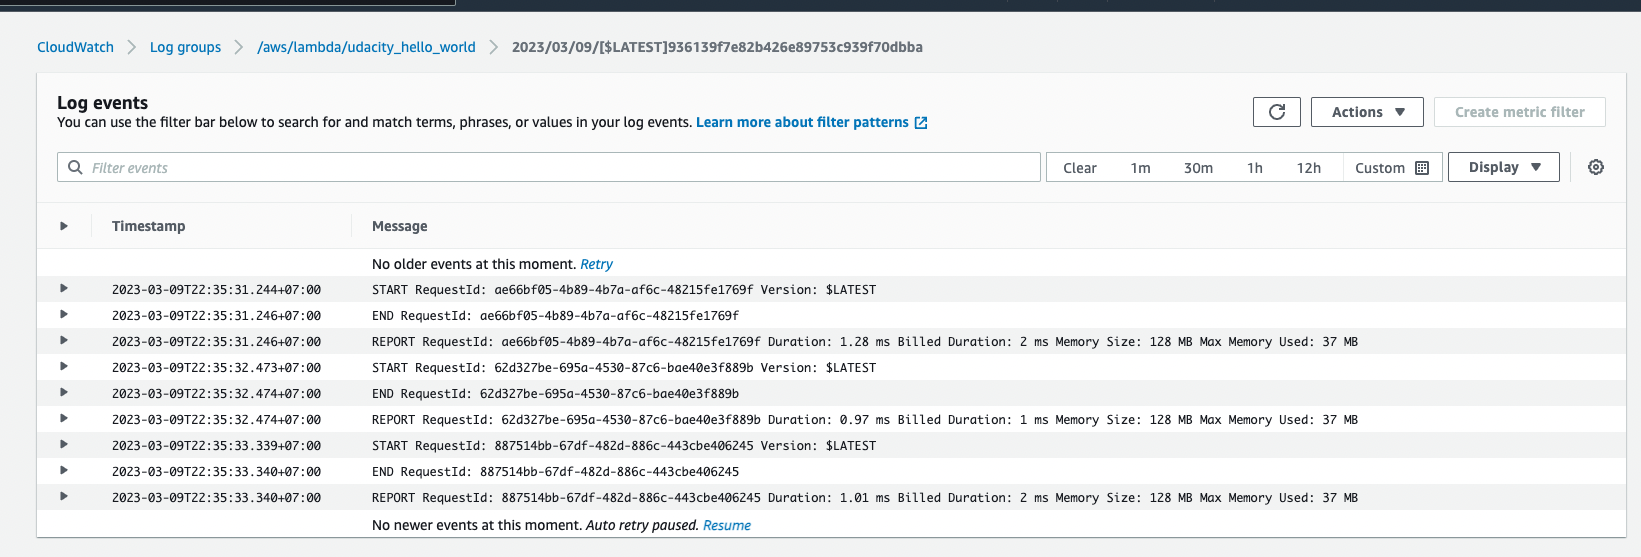 CloudWatch > Log groups > /aws/lambda/udacity_hello_world > 2023/03/09/[$LATEST]936139f7e82b426e89753c939f70dbba
Log events
You can use the filter bar below to search for and match terms, phrases, or values in your log events. Learn more about filter patterns
Actions
Create metric filter
Filter events
Clear 1m 30m 1h 12h Custom
Display
Timestamp Message
No older events at this moment. Retry
2023-03-09T22:35:31.244+07:00 START RequestId: ae66bf05-4b89-4b7a-af6c-48215fe1769f Version: $LATEST
2023-03-09T22:35:31.246+07:00 END RequestId: ae66bf05-4b89-4b7a-af6c-48215fe1769f
2023-03-09T22:35:31.246+07:00 REPORT RequestId: ae66bf05-4b89-4b7a-af6c-48215fe1769f Duration: 1.28 ms Billed Duration: 2 ms Memory Size: 128 MB Max Memory Used: 37 MB
2023-03-09T22:35:32.473+07:00 START RequestId: 62d327be-695a-4530-87c6-bae40e3f889b Version: $LATEST
2023-03-09T22:35:32.474+07:00 END RequestId: 62d327be-695a-4530-87c6-bae40e3f889b
2023-03-09T22:35:32.474+07:00 REPORT RequestId: 62d327be-695a-4530-87c6-bae40e3f889b Duration: 0.97 ms Billed Duration: 1 ms Memory Size: 128 MB Max Memory Used: 37 MB
2023-03-09T22:35:33.339+07:00 START RequestId: 887514bb-67df-482d-886c-443cbe406245 Version: $LATEST
2023-03-09T22:35:33.340+07:00 END RequestId: 887514bb-67df-482d-886c-443cbe406245
2023-03-09T22:35:33.340+07:00 REPORT RequestId: 887514bb-67df-482d-886c-443cbe406245 Duration: 1.01 ms Billed Duration: 2 ms Memory Size: 128 MB Max Memory Used: 37 MB
No newer events at this moment. Auto retry paused. Resume